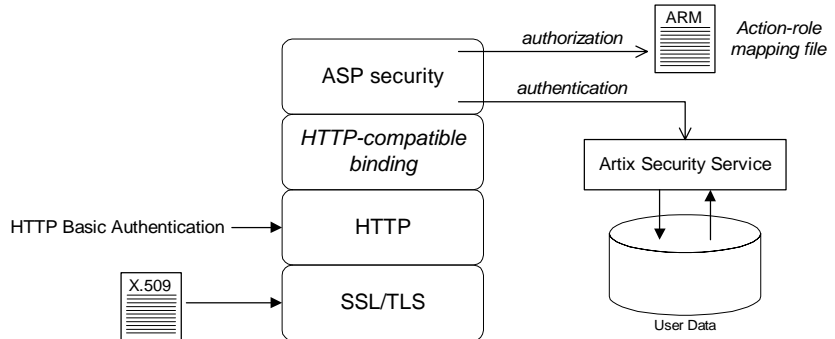 ARM
Action-role
mapping file
authorization
ASP security
authentication
HTTP-compatible
binding
Artix Security Service
HTTP Basic Authentication
HTTP
X.509
SSL/TLS
User Data